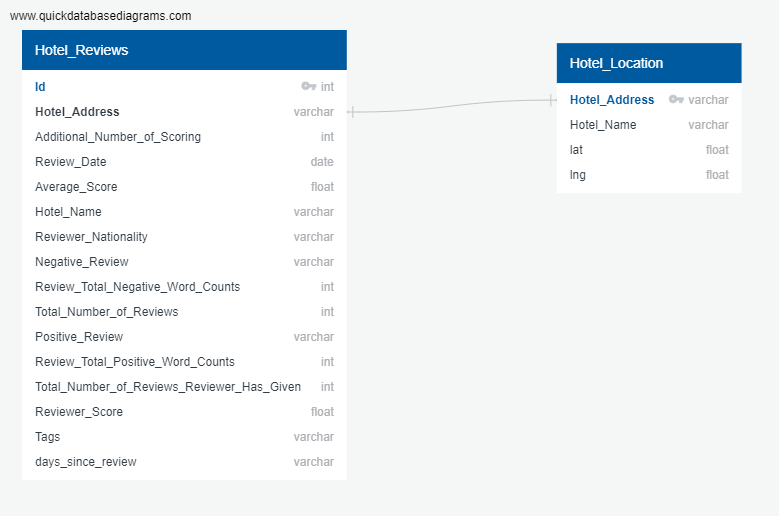 www.quickdatabasediagrams.com
Hotel_Reviews
Id int
Hotel_Address varchar
Additional_Number_of_Scoring int
Review_Date date
Average_Score float
Hotel_Name varchar
Reviewer_Nationality varchar
Negative_Review varchar
Review_Total_Negative_Word_Counts int
Total_Number_of_Reviews int
Positive_Review varchar
Review_Total_Positive_Word_Counts int
Total_Number_of_Reviews_Reviewer_Has_Given int
Reviewer_Score float
Tags varchar
days_since_review varchar
Hotel_Location
Hotel_Address varchar
Hotel_Name varchar
lat float
lng float